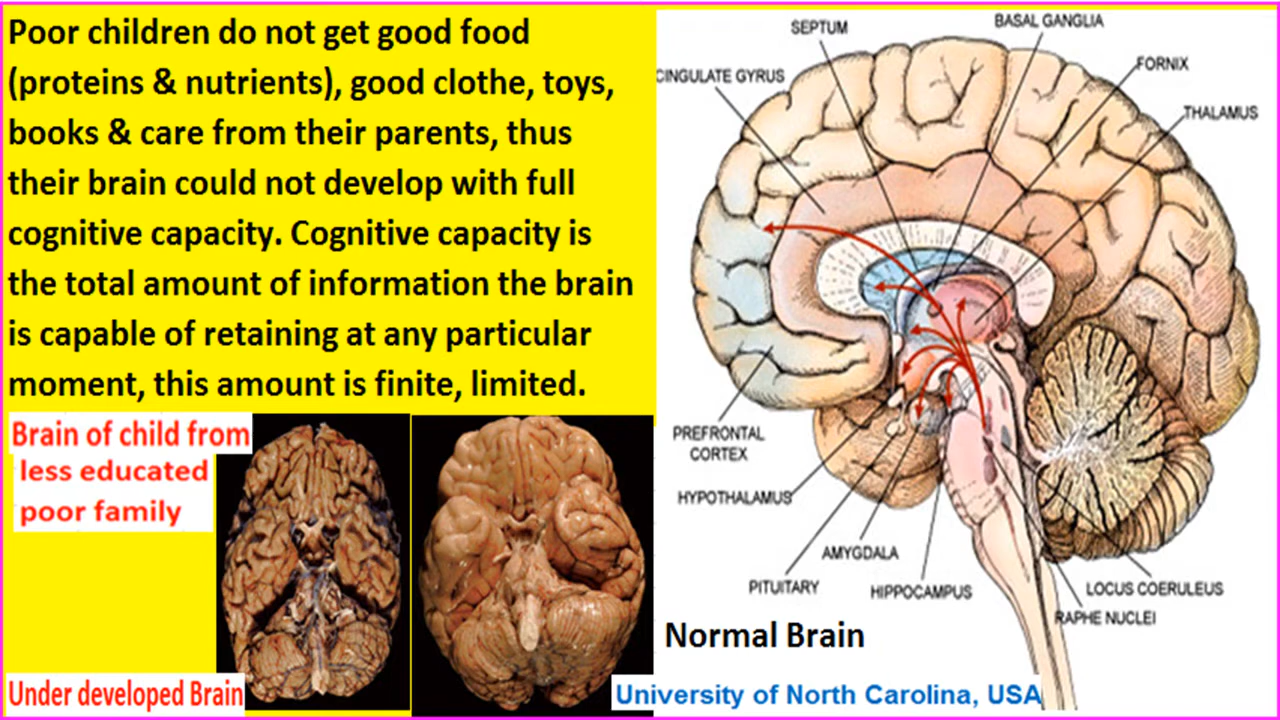 Poor children do not get good food
(proteins & nutrients), good clothe, toys,
books & care from their parents, thus
their brain could not develop with full
cognitive capacity. Cognitive capacity is
the total amount of information the brain
is capable of retaining at any particular
moment, this amount is finite, limited.
Brain of child from
less educated
poor family
Under developed Brain
SEPTUM
BASAL GANGLIA
CINGULATE GYRUS
FORNIX
THALAMUS
PREFRONTAL
CORTEX
HYPOTHALAMUS
AMYGDALA
PITUITARY
HIPPOCAMPUS
LOCUS COERULEUS
RAPHE NUCLEI
Normal Brain
University of North Carolina, USA